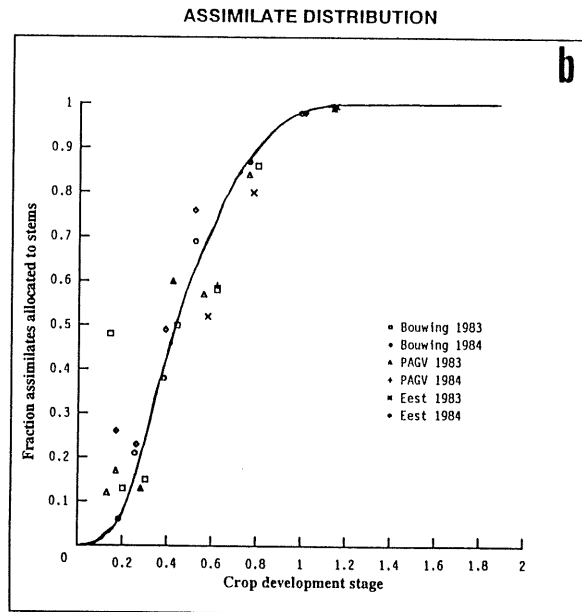 ASSIMILATE DISTRIBUTION
b
Fraction assimilates allocated to stems
1
0.9
0.8
0.7
0.6
0.5
0.4
0.3
0.2
0.1
0
0.2 0.4 0.6 0.8 1 1.2 1.4 1.6 1.8 2
Crop development stage
Bouwing 1983
Bouwing 1984
PAGV 1983
PAGV 1984
Eest 1983
Eest 1984